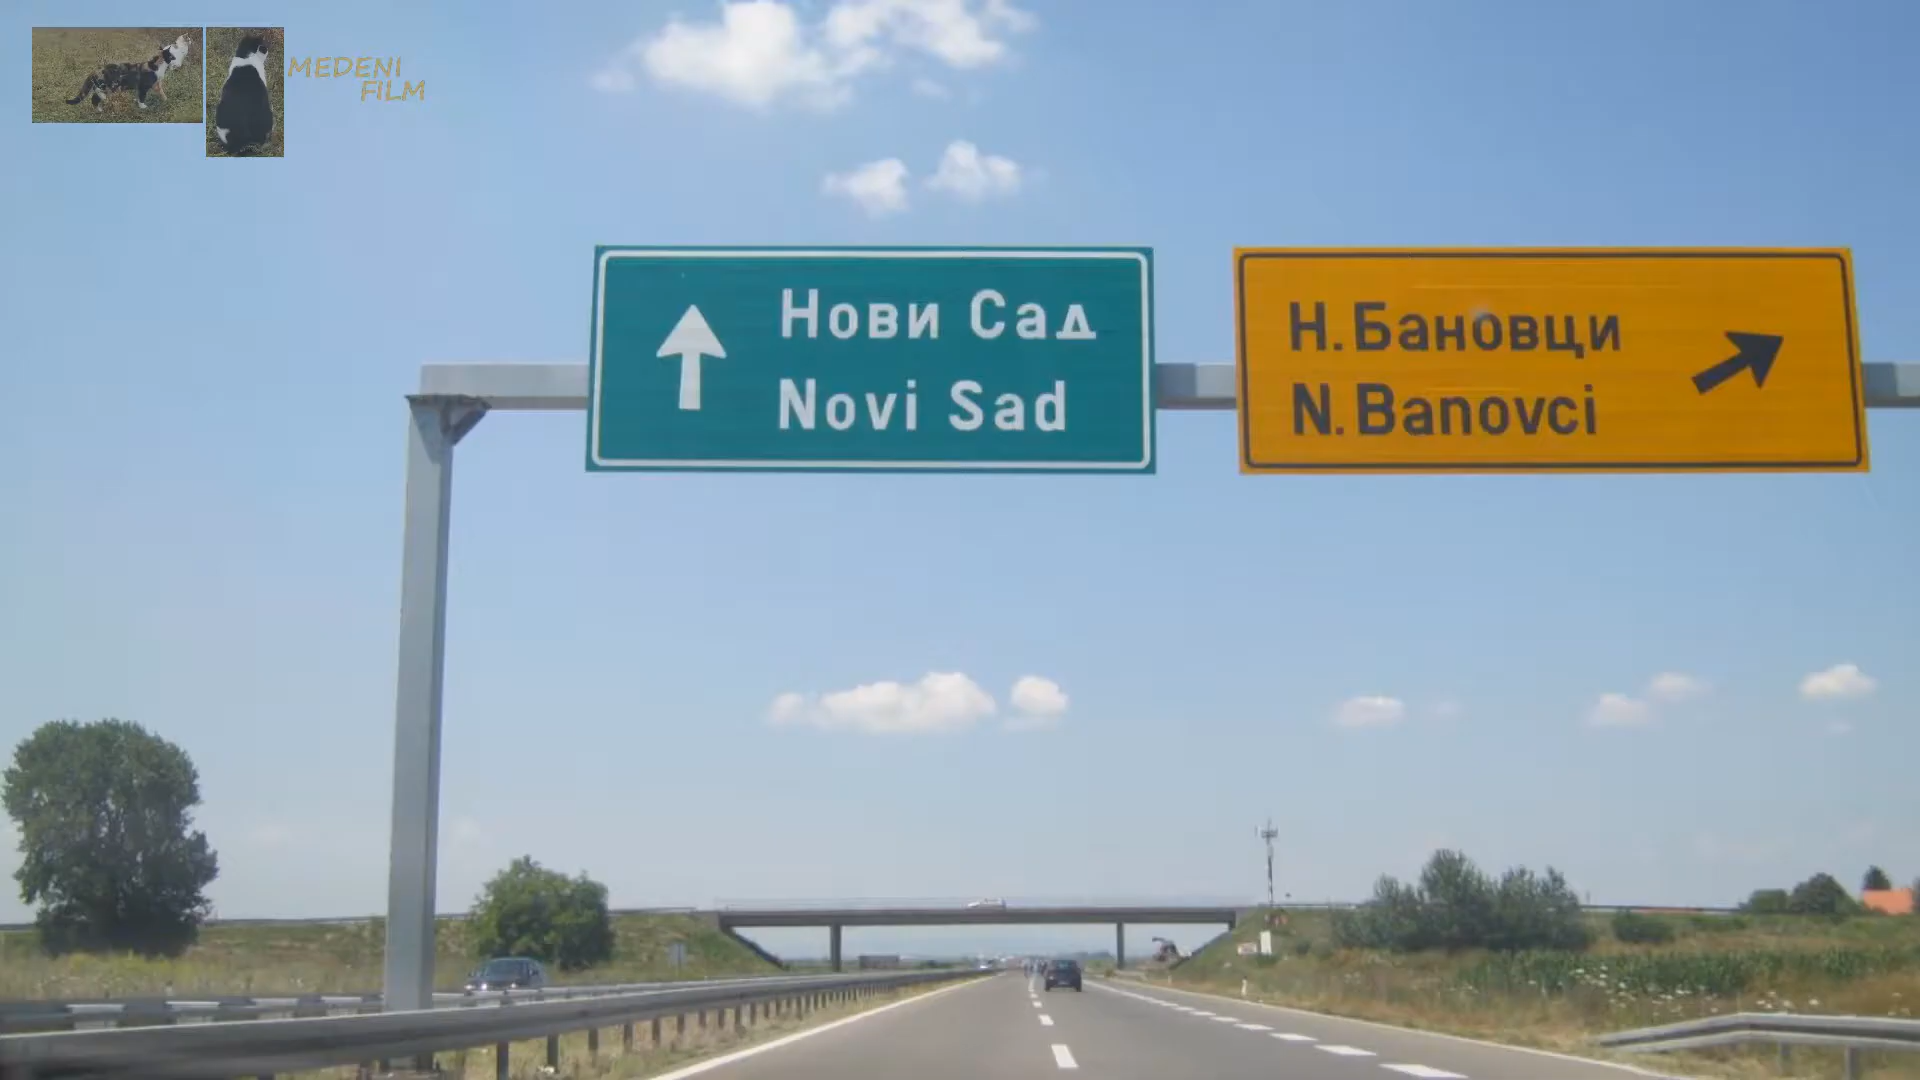 MEDENI
FILM
Нови Сад
Novi Sad
Н.Бановци
N.Banovci